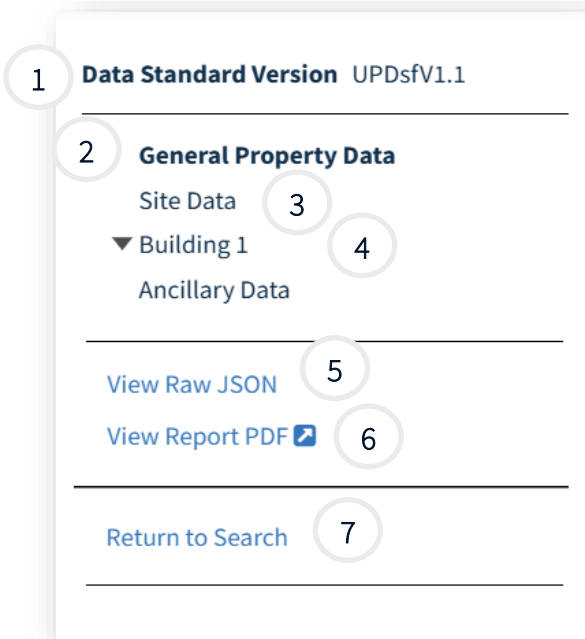 1 Data Standard Version UPDsfV1.1
2 General Property Data
Site Data 3
Building 1 4
Ancillary Data
View Raw JSON 5
View Report PDF 6
Return to Search 7